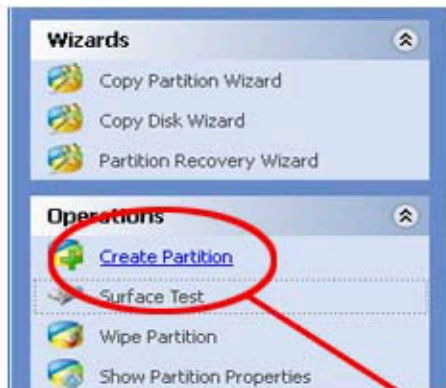 Wizards
Copy Partition Wizard
Copy Disk Wizard
Partition Recovery Wizard
Operations
Create Partition
Surface Test
Wipe Partition
Show Partition Properties